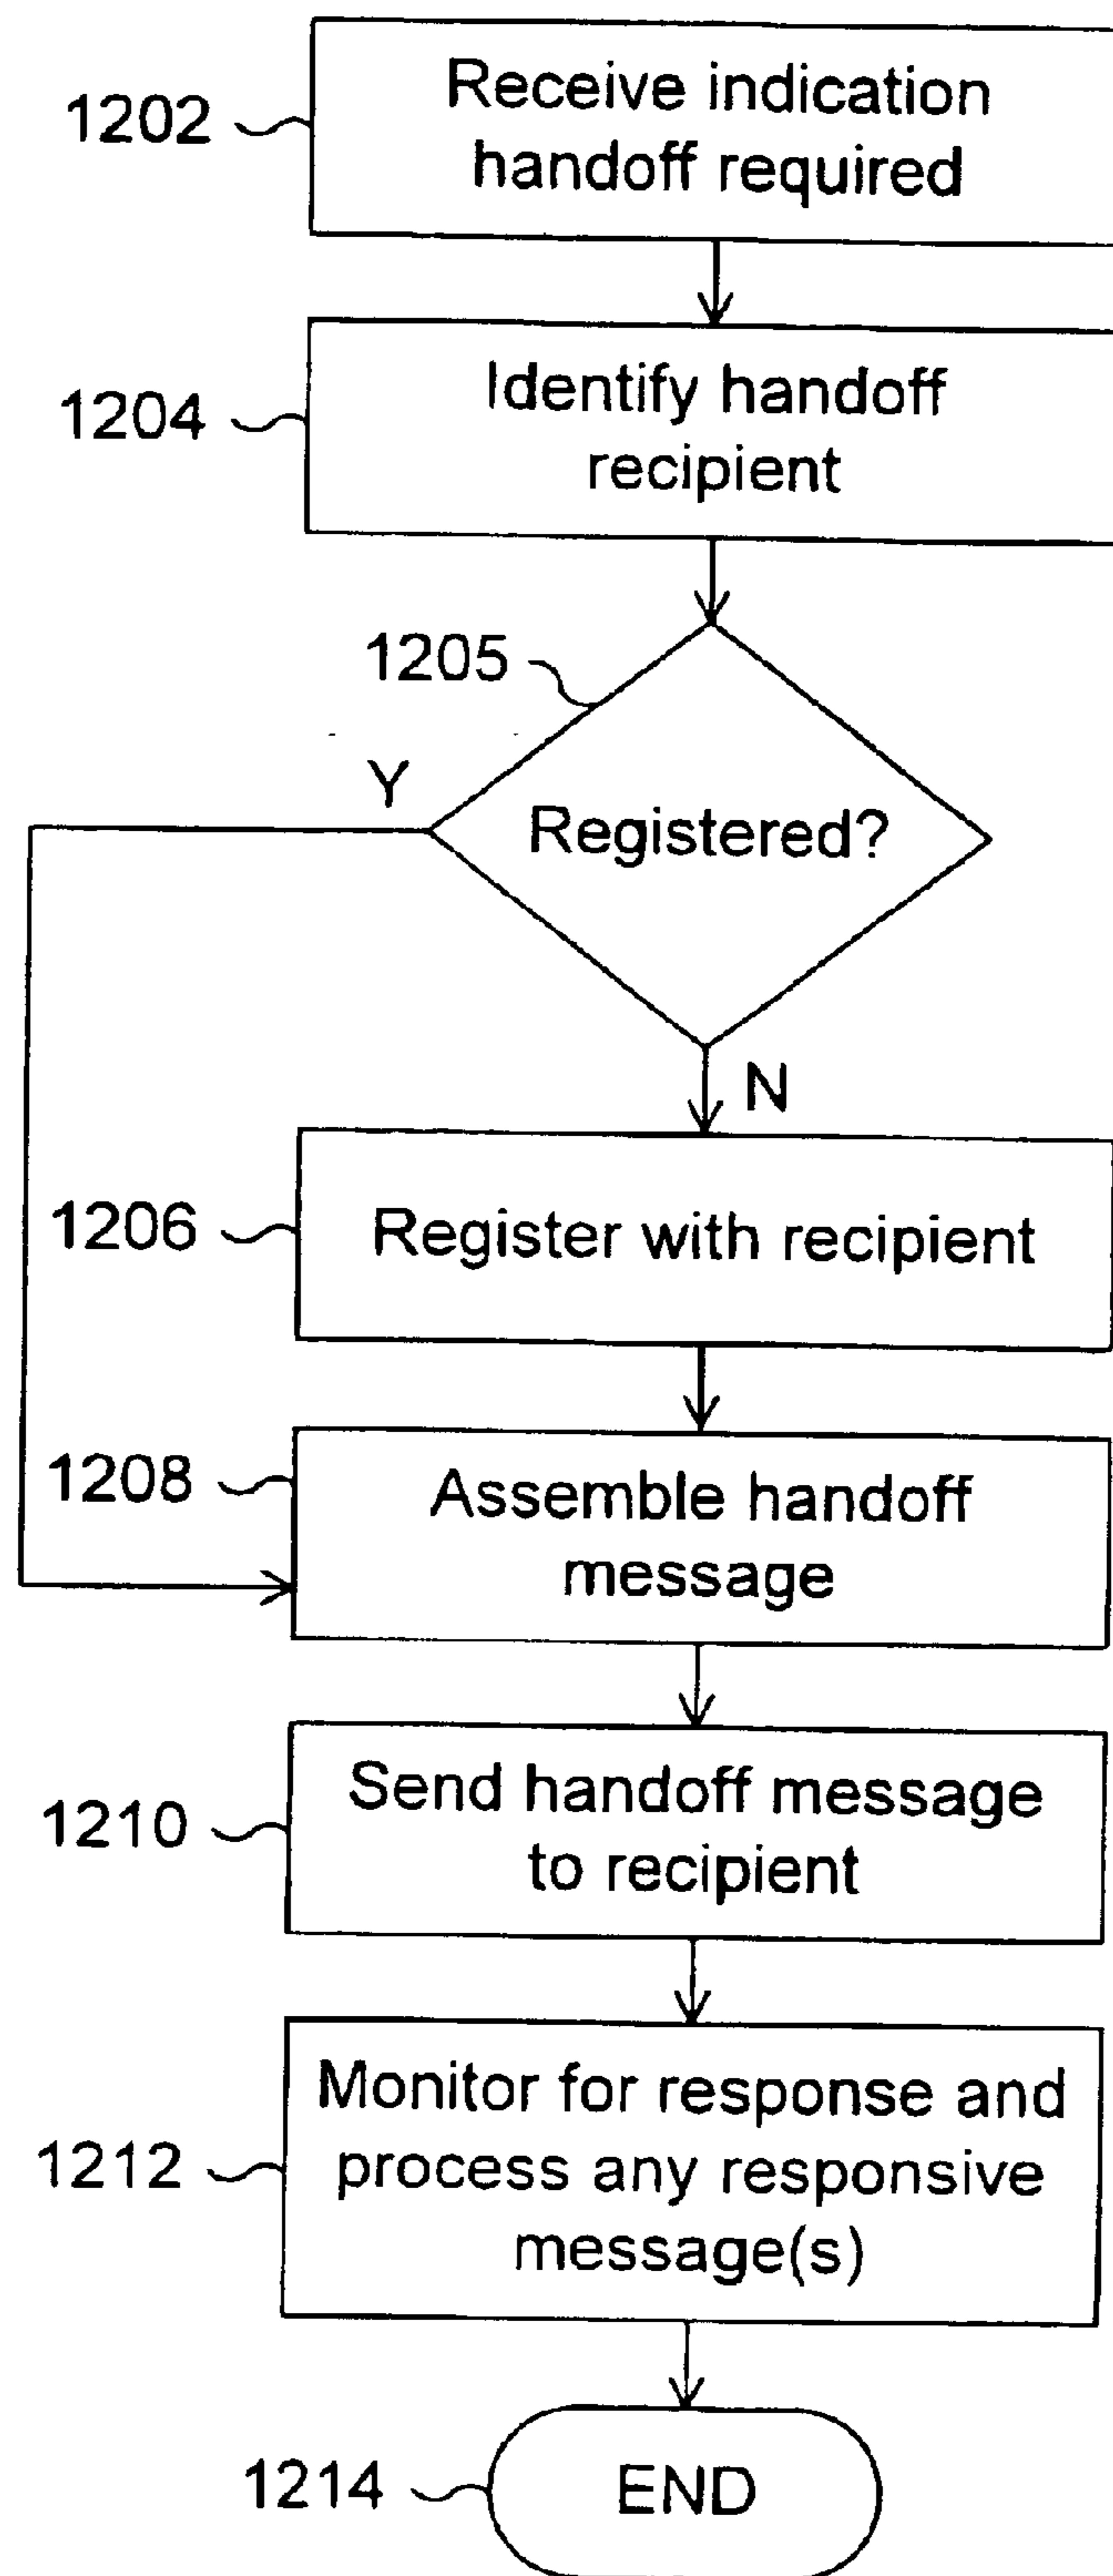 1202
Receive indication
handoff required
1204
Identify handoff
recipient
1205
Y
Registered?
N
1206
Register with recipient
1208
Assemble handoff
message
1210
Send handoff message
to recipient
1212
Monitor for response and
process any responsive
message(s)
1214
END